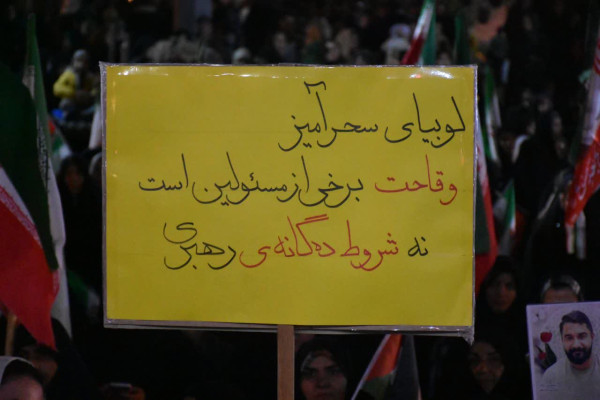 لوبیای سحرآمیز
وقاحت برخی از مسئولین است
نه شروط ده‌گانه‌ی رهبری